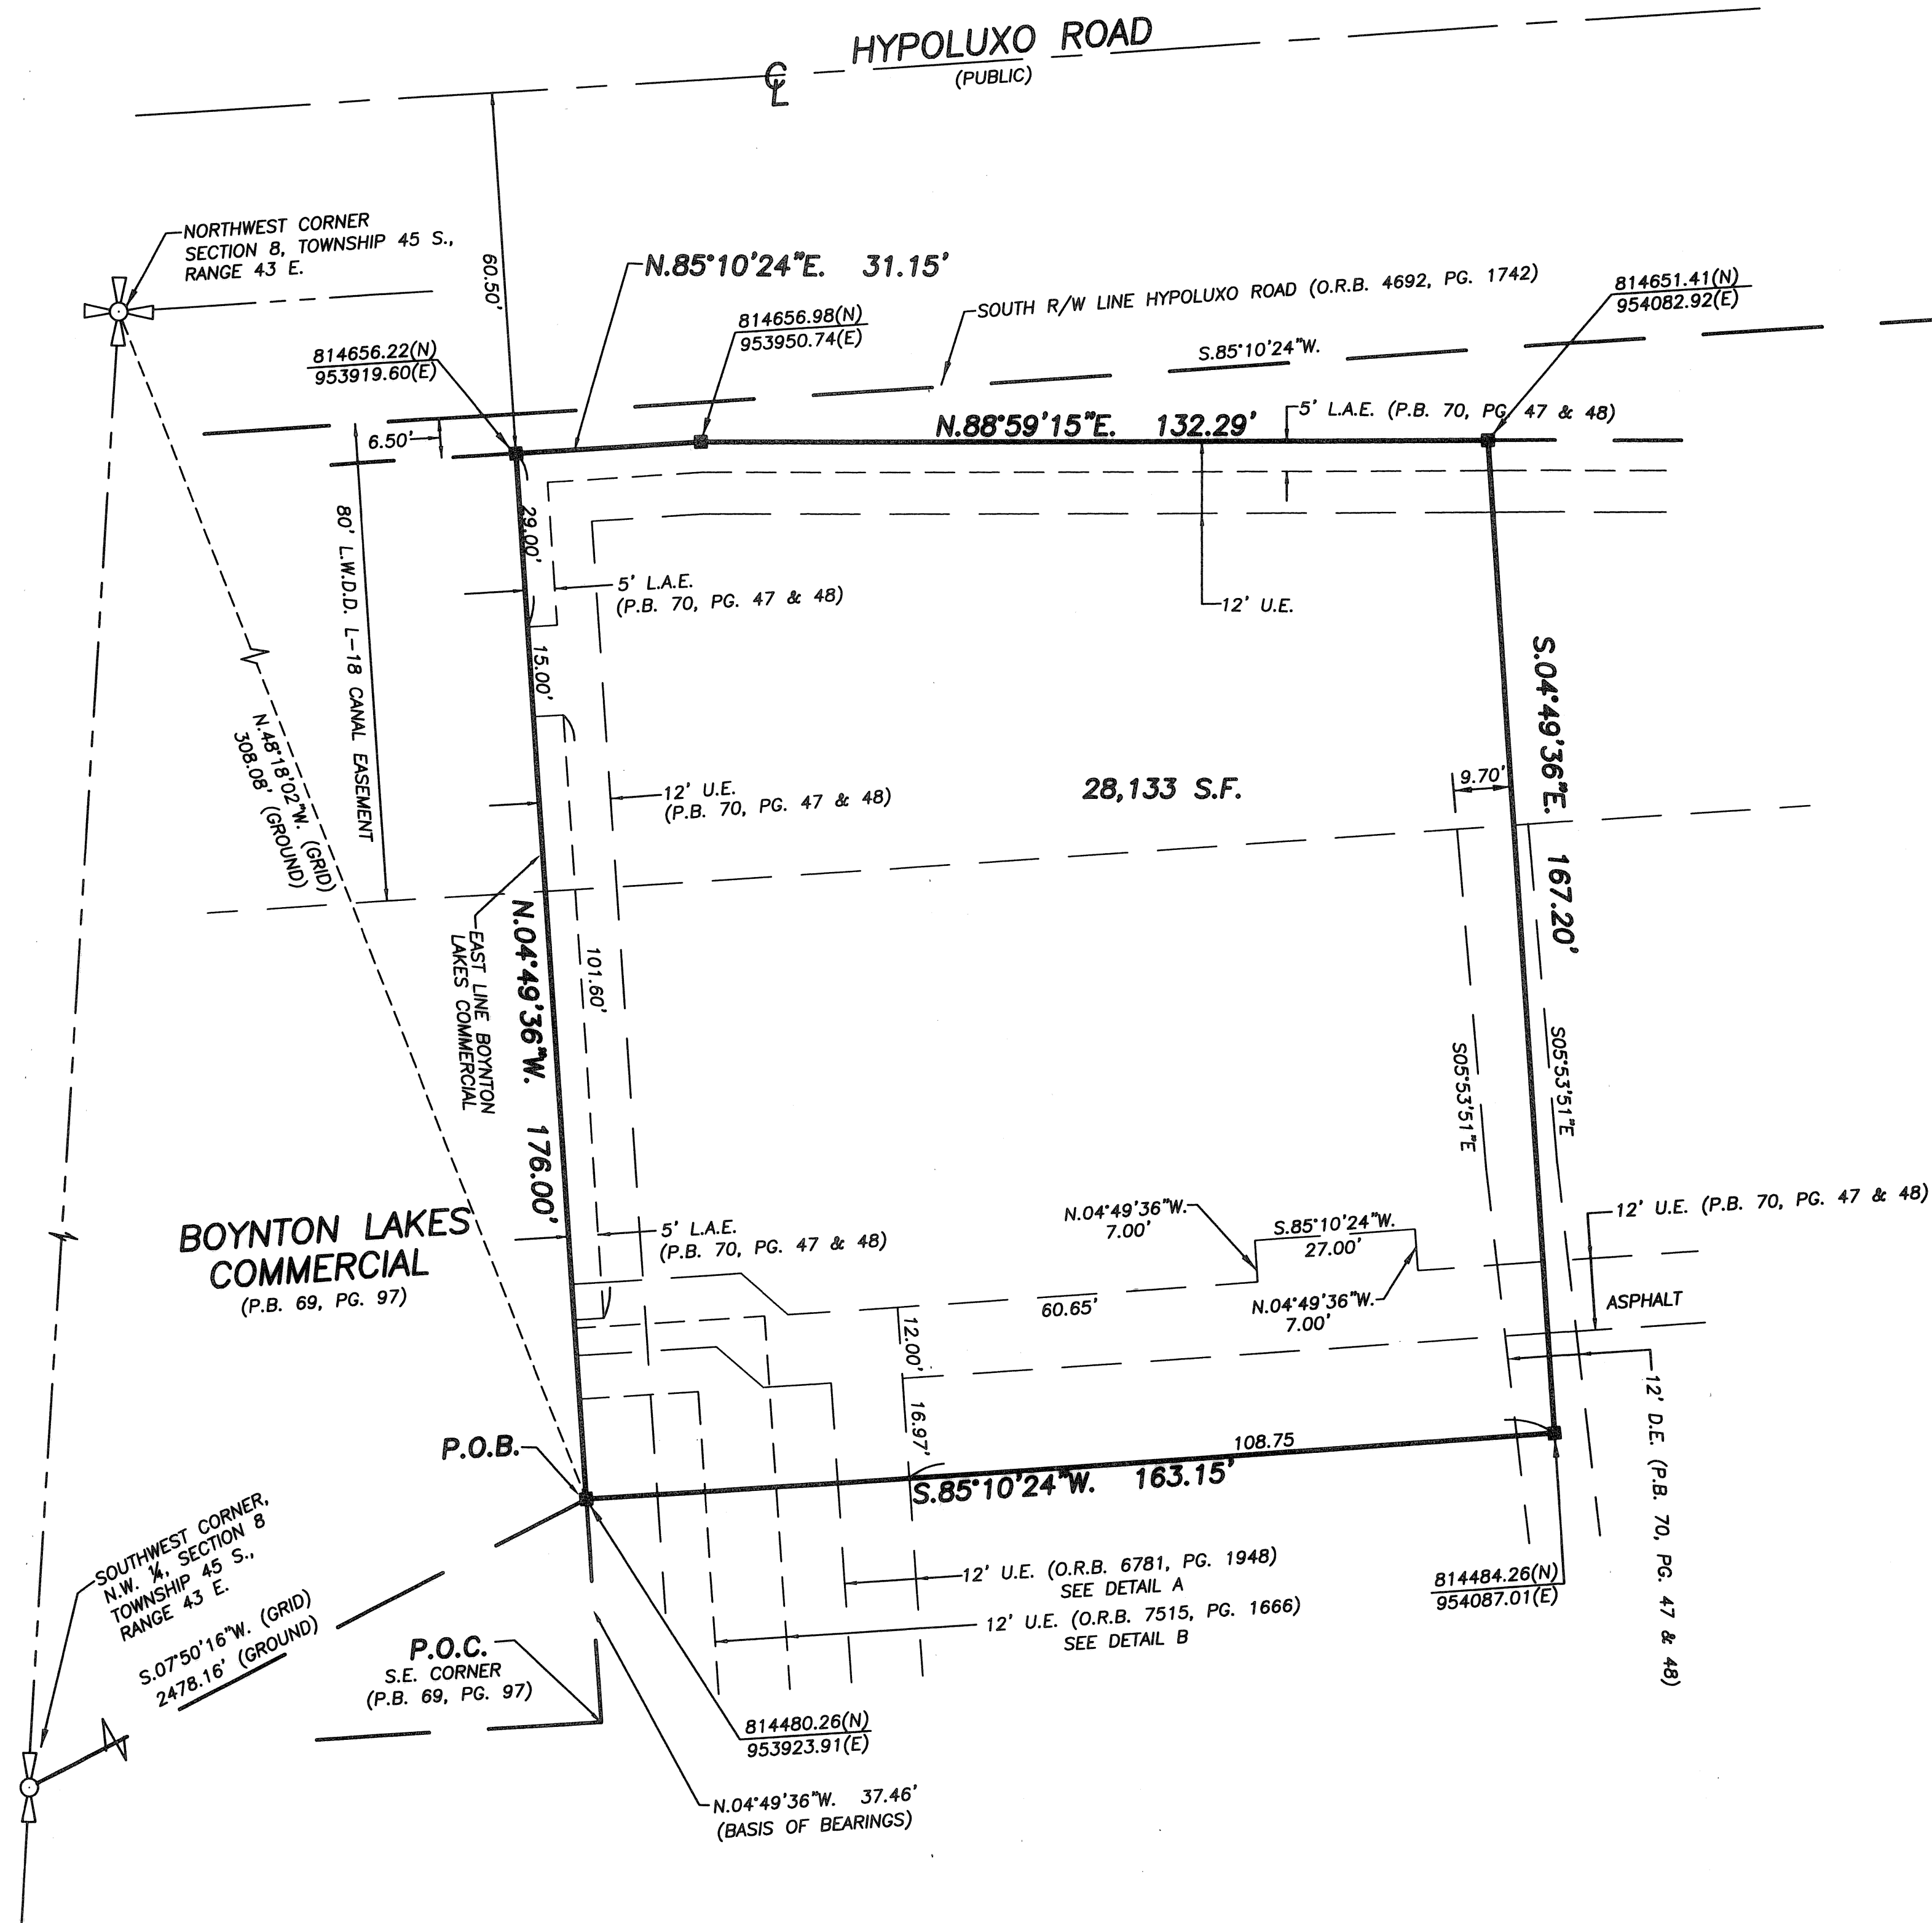 HYPOLUXO ROAD
(PUBLIC)
NORTHWEST CORNER
SECTION 8, TOWNSHIP 45 S.,
RANGE 43 E.
60.50'
N.85°10'24"E. 31.15'
SOUTH R/W LINE HYPOLUXO ROAD (O.R.B. 4692, PG. 1742)
814651.41(N)
954082.92(E)
814656.98(N)
953950.74(E)
814656.22(N)
953919.60(E)
S.85°10'24"W.
6.50'
N.88°59'15"E. 132.29'
5' L.A.E. (P.B. 70, PG. 47 & 48)
29.00'
80' L.W.D.D. L-18 CANAL EASEMENT
5' L.A.E.
(P.B. 70, PG. 47 & 48)
12' U.E.
15.00'
S.04°49'36"E. 167.20'
N.48°18'02"W. (GRID)
308.08' (GROUND)
12' U.E.
(P.B. 70, PG. 47 & 48)
28,133 S.F.
9.70'
EAST LINE BOYNTON
LAKES COMMERCIAL
N.04°49'36"W. 176.00'
101.60'
S05°53'51"E
S05°53'51"E
BOYNTON LAKES
COMMERCIAL
(P.B. 69, PG. 97)
5' L.A.E.
(P.B. 70, PG. 47 & 48)
N.04°49'36"W.
7.00'
S.85°10'24"W.
27.00'
12' U.E. (P.B. 70, PG. 47 & 48)
60.65'
N.04°49'36"W.
7.00'
ASPHALT
12.00'
16.97'
12' D.E. (P.B. 70, PG. 47 & 48)
P.O.B.
108.75
S.85°10'24"W. 163.15'
SOUTHWEST CORNER,
N.W. ¼, SECTION 8
TOWNSHIP 45 S.,
RANGE 43 E.
S.07°50'16"W. (GRID)
2478.16' (GROUND)
12' U.E. (O.R.B. 6781, PG. 1948)
SEE DETAIL A
814484.26(N)
954087.01(E)
12' U.E. (O.R.B. 7515, PG. 1666)
SEE DETAIL B
P.O.C.
S.E. CORNER
(P.B. 69, PG. 97)
814480.26(N)
953923.91(E)
N.04°49'36"W. 37.46'
(BASIS OF BEARINGS)